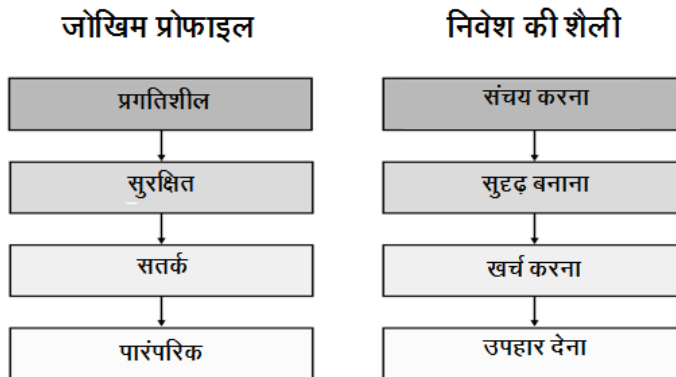 जोखिम प्रोफाइल
प्रगतिशील
सुरक्षित
सतर्क
पारंपरिक
निवेश की शैली
संचय करना
सुदृढ़ बनाना
खर्च करना
उपहार देना